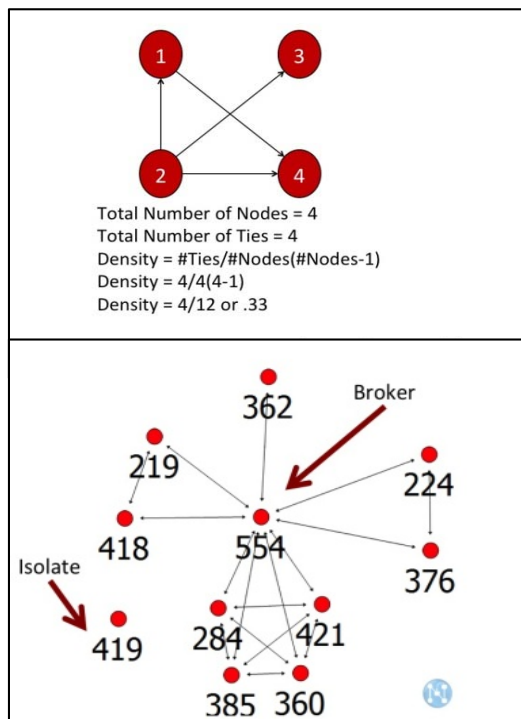 1 3
2 4
Total Number of Nodes = 4
Total Number of Ties = 4
Density = #Ties/#Nodes(#Nodes-1)
Density = 4/4(4-1)
Density = 4/12 or .33
Broker
362
219
224
418
554
376
Isolate
419
284
421
385
360